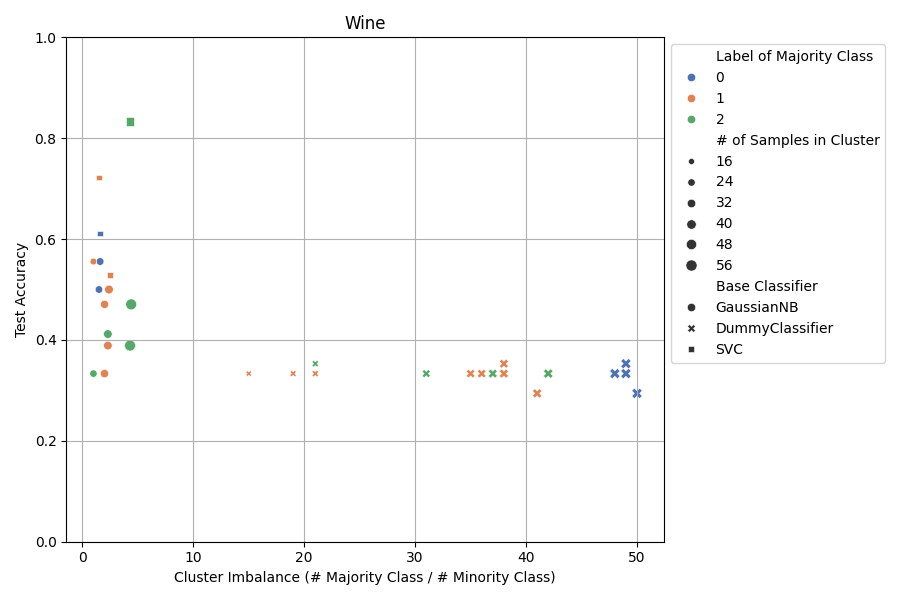 Wine
Test Accuracy
1.0
0.8
0.6
0.4
0.2
0.0
0
10
20
30
40
50
Cluster Imbalance (# Majority Class / # Minority Class)
Label of Majority Class
0
1
2
# of Samples in Cluster
16
24
32
40
48
56
Base Classifier
GaussianNB
DummyClassifier
SVC